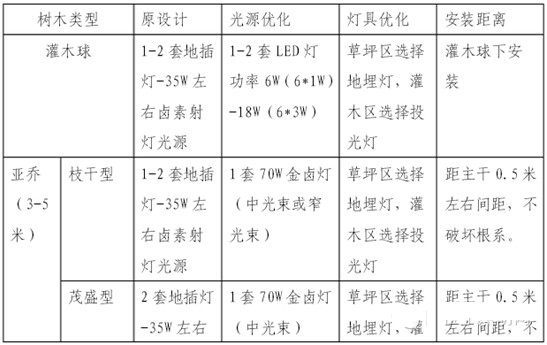 树木类型 原设计 光源优化 灯具优化 安装距离
灌木球
1-2 套地插
灯-35W 左
右卤素射
灯光源
1-2 套 LED 灯
功率 6W(6*1W)
-18W (6*3W)
草坪区选择
地埋灯，灌
木区选择投
光灯
灌木球下安
装
亚乔
(3-5
米)
枝干型
1-2 套地插
灯-35W 左
右卤素射
灯光源
1 套 70W 金卤灯
(中光束或窄
光束)
草坪区选择
地埋灯，灌
木区选择投
光灯
距主干 0.5 米
左右间距，不
破坏根系。
茂盛型
2 套地插灯
-35W 左右
1 套 70W 金卤灯
(中光束)
草坪区选择
地埋灯，灌
距主干 0.5 米
左右间距，不